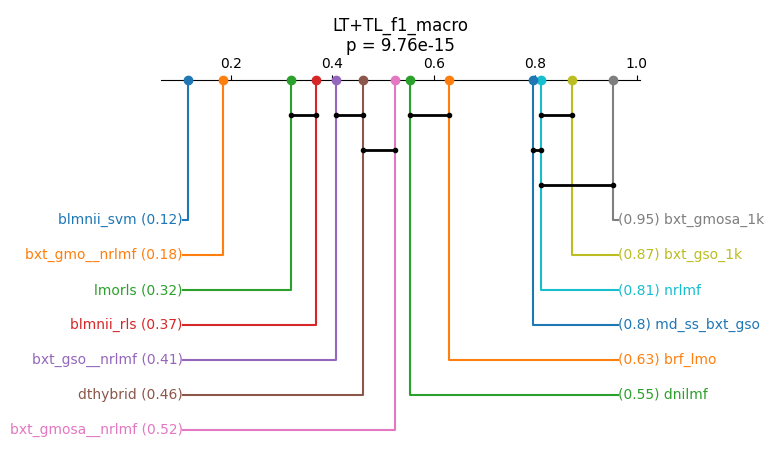 LT+TL_f1_macro
p = 9.76e-15
0.2 0.4 0.6 0.8 1.0
blmnii_svm (0.12)
(0.95) bxt_gmosa_1k
bxt_gmo__nrlmf (0.18)
(0.87) bxt_gso_1k
lmorls (0.32)
(0.81) nrlmf
blmnii_rls (0.37)
(0.8) md_ss_bxt_gso
bxt_gso__nrlmf (0.41)
(0.63) brf_lmo
dthybrid (0.46)
(0.55) dnilmf
bxt_gmosa__nrlmf (0.52)